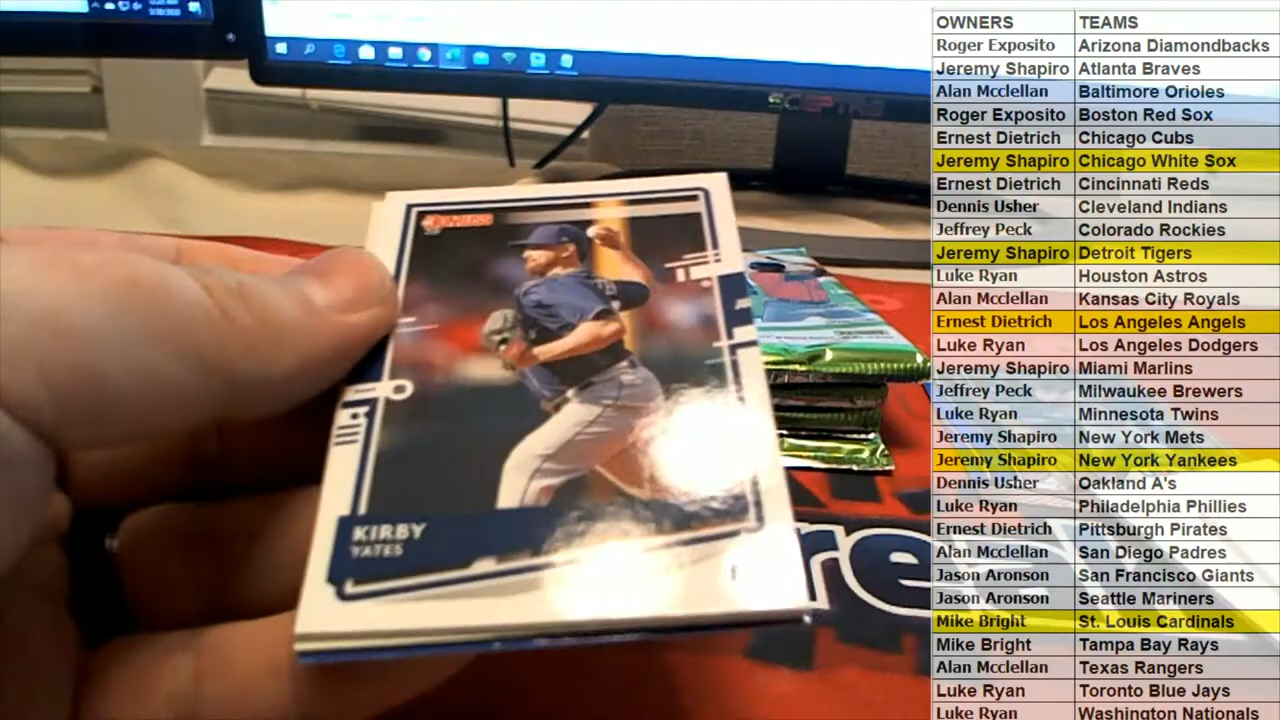 OWNERS TEAMS
Roger Exposito Arizona Diamondbacks
Jeremy Shapiro Atlanta Braves
Alan Mcclellan Baltimore Orioles
Roger Exposito Boston Red Sox
Ernest Dietrich Chicago Cubs
Jeremy Shapiro Chicago White Sox
Ernest Dietrich Cincinnati Reds
Dennis Usher Cleveland Indians
Jeffrey Peck Colorado Rockies
Jeremy Shapiro Detroit Tigers
Luke Ryan Houston Astros
Alan Mcclellan Kansas City Royals
Ernest Dietrich Los Angeles Angels
Luke Ryan Los Angeles Dodgers
Jeremy Shapiro Miami Marlins
Jeffrey Peck Milwaukee Brewers
Luke Ryan Minnesota Twins
Jeremy Shapiro New York Mets
Jeremy Shapiro New York Yankees
Dennis Usher Oakland A's
Luke Ryan Philadelphia Phillies
Ernest Dietrich Pittsburgh Pirates
Alan Mcclellan San Diego Padres
Jason Aronson San Francisco Giants
Jason Aronson Seattle Mariners
Mike Bright St. Louis Cardinals
Mike Bright Tampa Bay Rays
Alan Mcclellan Texas Rangers
Luke Ryan Toronto Blue Jays
Luke Ryan Washington Nationals
SCEPTRE
Donruss
KIRBY
YATES